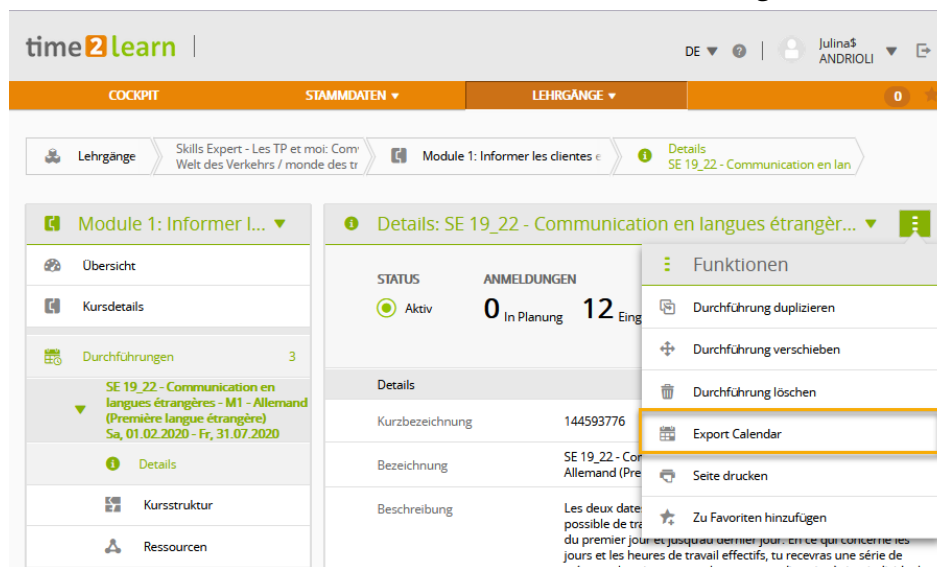 time2learn
DE
Julina$
ANDRIOLI
COCKPIT
STAMMDATEN
LEHRGÄNGE
0
Lehrgänge
Skills Expert - Les TP et moi: Com
Welt des Verkehrs / monde des tr
Module 1: Informer les clientes e
Details
SE 19_22 - Communication en lan
Module 1: Informer l...
Übersicht
Kursdetails
Durchführungen 3
SE 19_22 - Communication en
langues étrangères - M1 - Allemand
(Première langue étrangère)
Sa, 01.02.2020 - Fr, 31.07.2020
Details
Kursstruktur
Ressourcen
Details: SE 19_22 - Communication en langues étrangèr...
STATUS
Aktiv
ANMELDUNGEN
0 In Planung 12 Eing
Details
Kurzbezeichnung 144593776
Bezeichnung SE 19_22 - Cor
Allemand (Pre
Beschreibung Les deux date
possible de tra
du premier jour et jusqu'au dernier jour. En ce qui concerne les
jours et les heures de travail effectifs, tu recevras une série de
Funktionen
Durchführung duplizieren
Durchführung verschieben
Durchführung löschen
Export Calendar
Seite drucken
Zu Favoriten hinzufügen